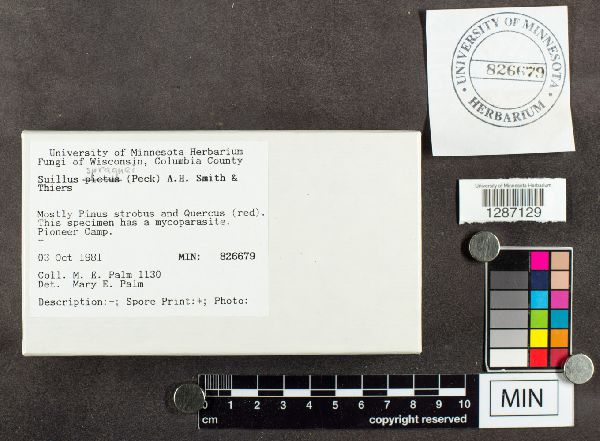 University of Minnesota Herbarium
Fungi of Wisconsin, Columbia County
spraguei
Suillus pictus (Peck) A.H. Smith &
Thiers
Mostly Pinus strobus and Quercus (red).
This specimen has a mycoparasite.
Pioneer Camp.
03 Oct 1981 MIN: 826679
Coll. M. E. Palm 1130
Det. Mary E. Palm
Description:-; Spore Print:+; Photo:
UNIVERSITY OF MINNESOTA
826679
HERBARIUM
University of Minnesota Herbarium
1287129
0 1 2 3 4 5 6 7 8 9 10
cm copyright reserved
MIN